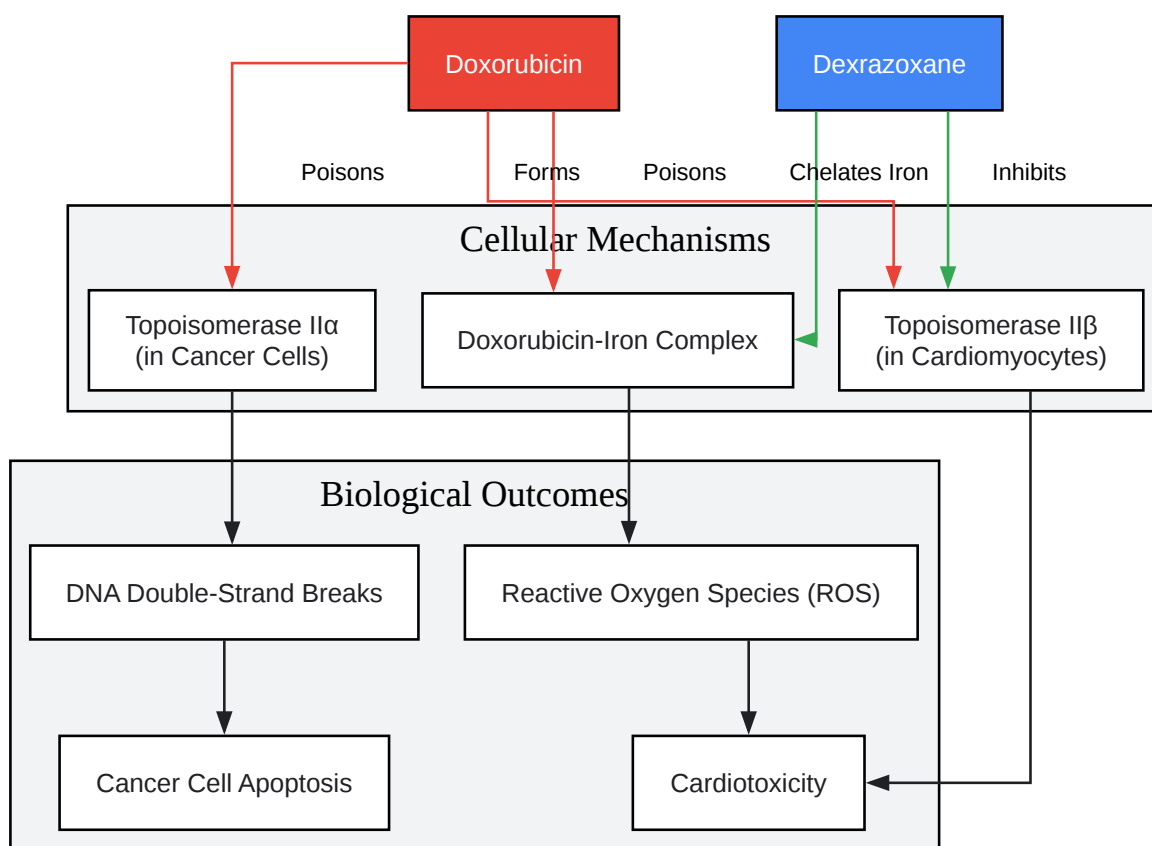 Doxorubicin
Dexrazoxane
Poisons
Forms
Poisons
Chelates Iron
Inhibits
Cellular Mechanisms
Topoisomerase IIα
(in Cancer Cells)
Doxorubicin-Iron Complex
Topoisomerase IIβ
(in Cardiomyocytes)
Biological Outcomes
DNA Double-Strand Breaks
Reactive Oxygen Species (ROS)
Cancer Cell Apoptosis
Cardiotoxicity